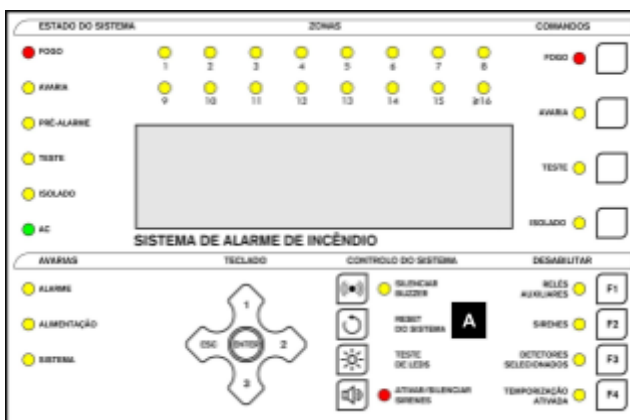 ESTADO DO SISTEMA
ZONAS
COMANDOS
FOGO
1 2 3 4 5 6 7 8
FOGO
AVARIA
9 10 11 12 13 14 15 ≥16
AVARIA
PRÉ-ALARME
TESTE
TESTE
ISOLADO
ISOLADO
AC
SISTEMA DE ALARME DE INCÊNDIO
AVARIAS
TECLADO
CONTROLO DO SISTEMA
DESABILITAR
ALARME
ALIMENTAÇÃO
SISTEMA
1
ESC ENTER 2
3
SILENCIAR
BUZZER
RESET
DO SISTEMA
A
TESTE
DE LEDS
ATIVAR/SILENCIAR
SIRENES
RELÉS
AUXILIARES
F1
SIRENES
F2
DETETORES
SELECIONADOS
F3
TEMPORIZAÇÃO
ATIVADA
F4